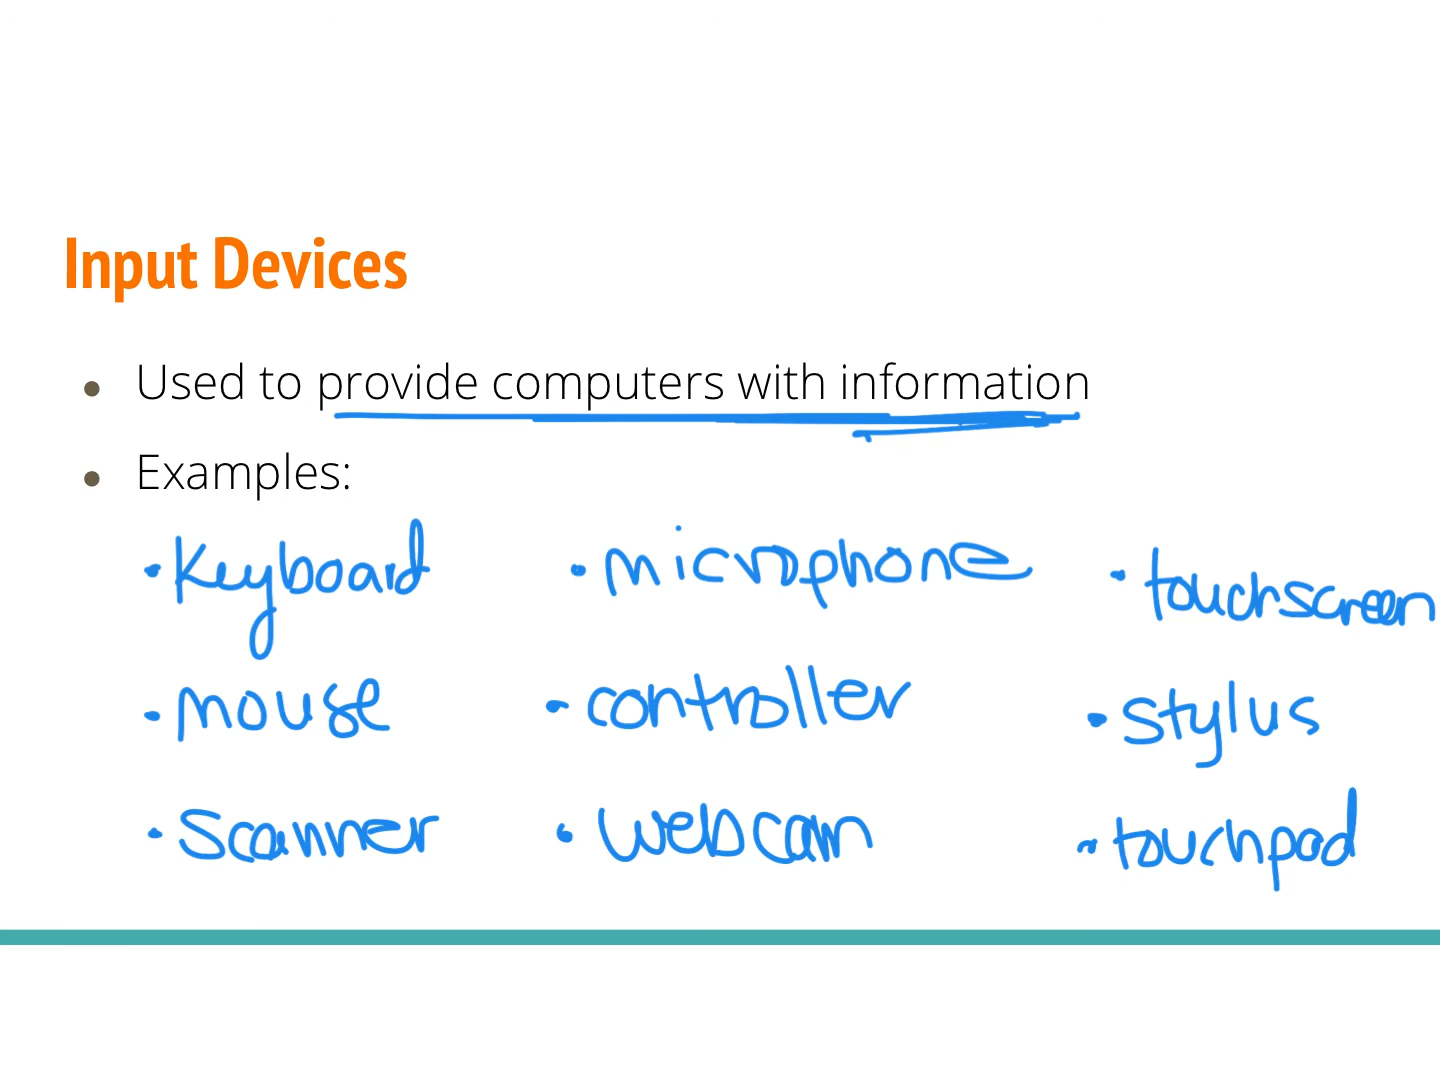 Input Devices
● Used to provide computers with information
● Examples:
• Keyboard
• microphone
• touchscreen
• mouse
• controller
• stylus
• Scanner
• webcam
• touchpad